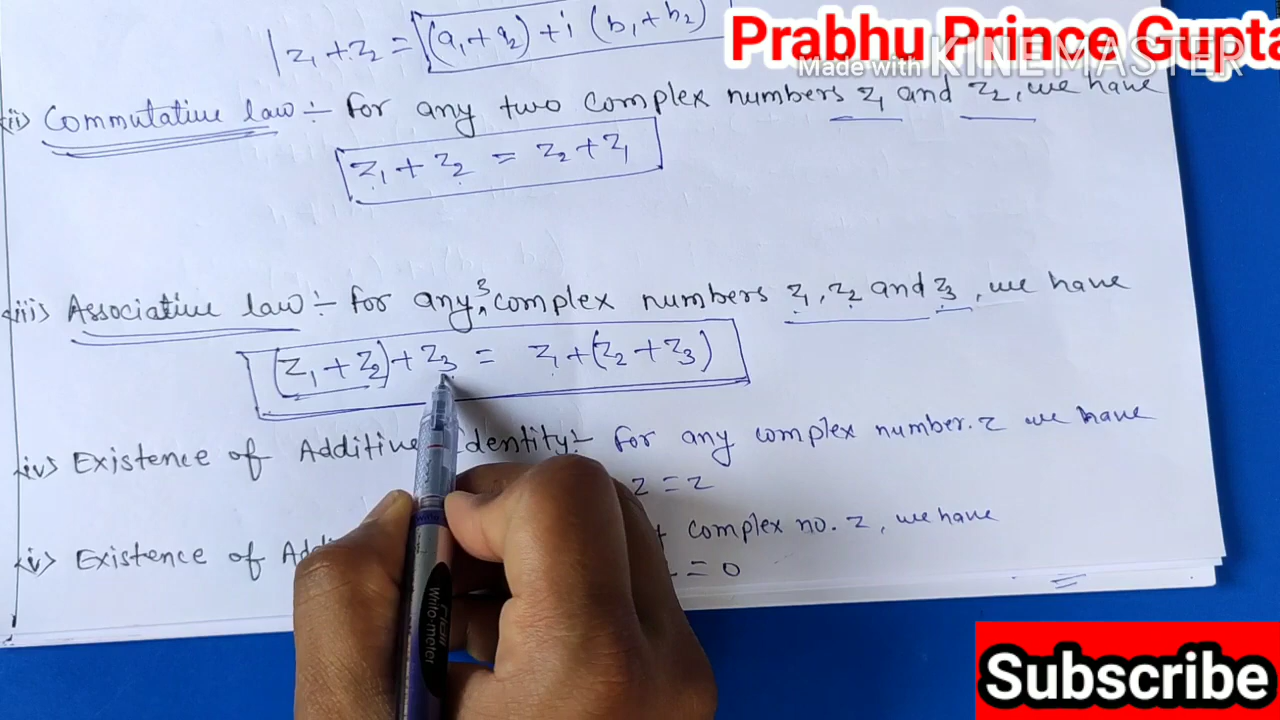 z₁ + z₂ = (a₁ + a₂) + i (b₁ + b₂)
Prabhu Prince Gupta
Made with KINEMASTER
(ii) Commutative law :- for any two complex numbers z₁ and z₂, we have
z₁ + z₂ = z₂ + z₁
(iii) Associative law :- for any 3 complex numbers z₁, z₂ and z₃, we have
(z₁ + z₂) + z₃ = z₁ + (z₂ + z₃)
(iv) Existence of Additive Identity :- For any complex number. z we have
z = z
(v) Existence of complex no. z, we have
= 0
Write-meter
Subscribe